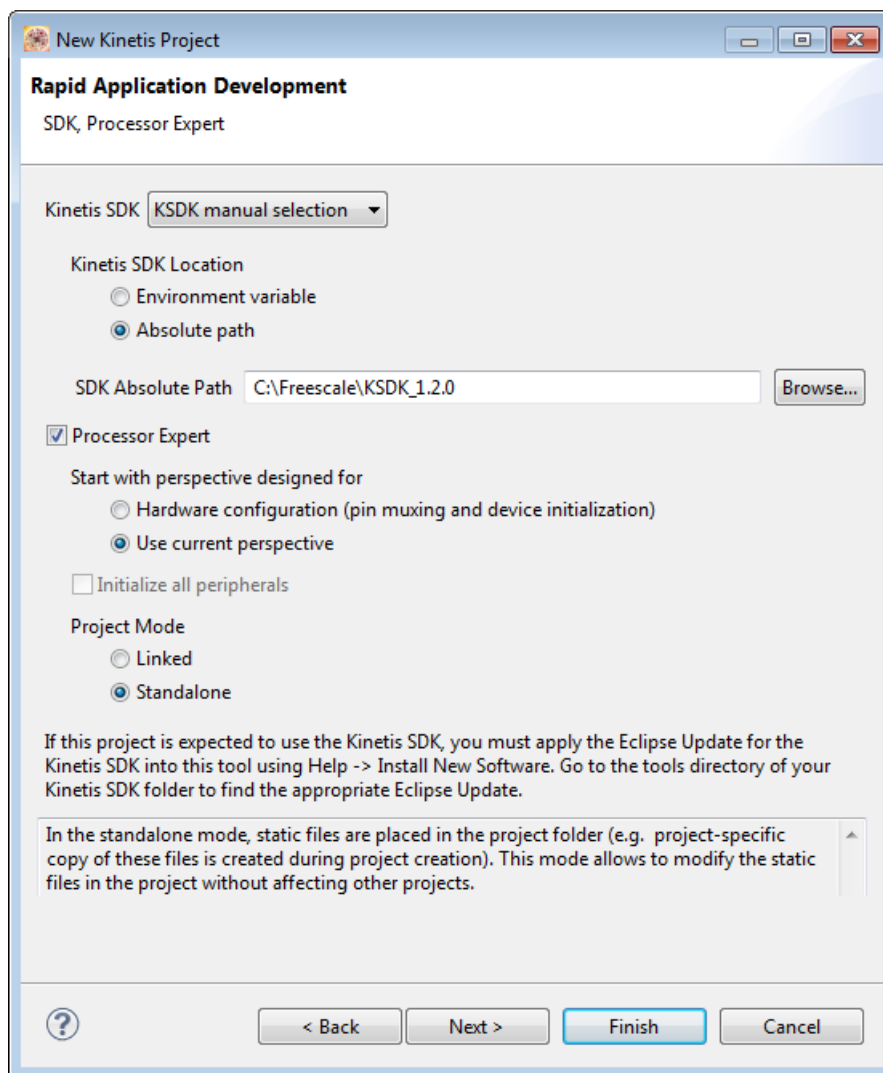 New Kinetis Project
Rapid Application Development
SDK, Processor Expert
Kinetis SDK KSDK manual selection
Kinetis SDK Location
Environment variable
Absolute path
SDK Absolute Path C:\Freescale\KSDK_1.2.0 Browse...
Processor Expert
Start with perspective designed for
Hardware configuration (pin muxing and device initialization)
Use current perspective
Initialize all peripherals
Project Mode
Linked
Standalone
If this project is expected to use the Kinetis SDK, you must apply the Eclipse Update for the
Kinetis SDK into this tool using Help -> Install New Software. Go to the tools directory of your
Kinetis SDK folder to find the appropriate Eclipse Update.
In the standalone mode, static files are placed in the project folder (e.g. project-specific
copy of these files is created during project creation). This mode allows to modify the static
files in the project without affecting other projects.
? < Back Next > Finish Cancel